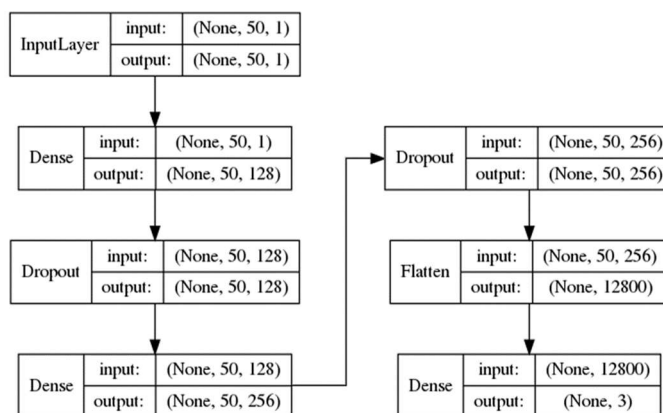 InputLayer
input: (None, 50, 1)
output: (None, 50, 1)
Dense
input: (None, 50, 1)
output: (None, 50, 128)
Dropout
input: (None, 50, 128)
output: (None, 50, 128)
Dense
input: (None, 50, 128)
output: (None, 50, 256)
Dropout
input: (None, 50, 256)
output: (None, 50, 256)
Flatten
input: (None, 50, 256)
output: (None, 12800)
Dense
input: (None, 12800)
output: (None, 3)